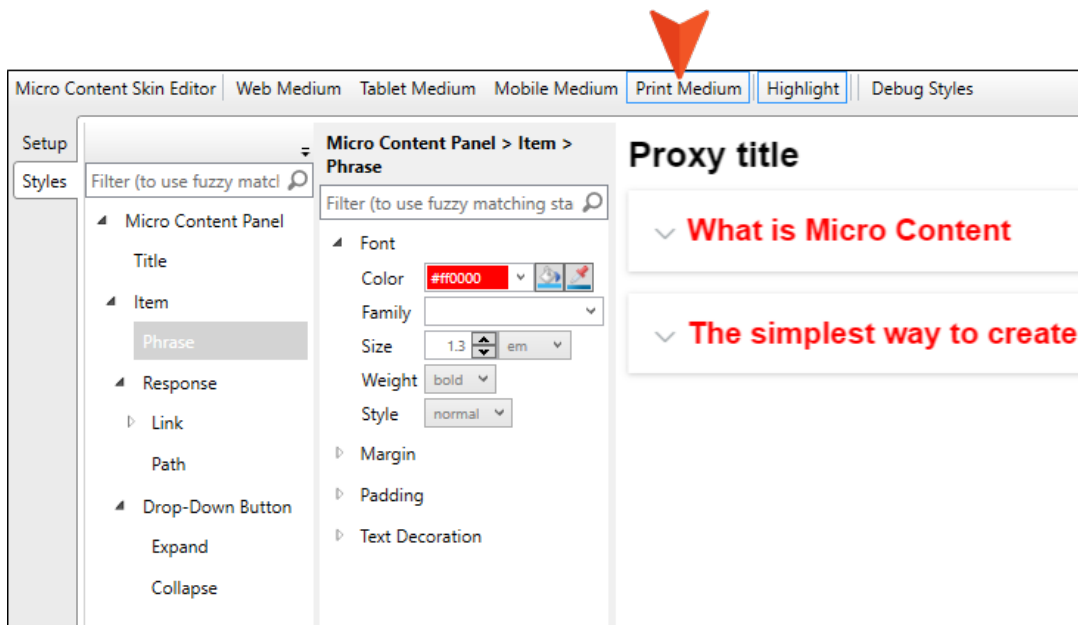 Micro Content Skin Editor Web Medium Tablet Medium Mobile Medium Print Medium Highlight Debug Styles
Setup
Styles
Filter (to use fuzzy matcl
Micro Content Panel
Title
Item
Phrase
Response
Link
Path
Drop-Down Button
Expand
Collapse
Micro Content Panel > Item >
Phrase
Filter (to use fuzzy matching sta
Font
Color #ff0000
Family
Size 1.3 em
Weight bold
Style normal
Margin
Padding
Text Decoration
Proxy title
What is Micro Content
The simplest way to create